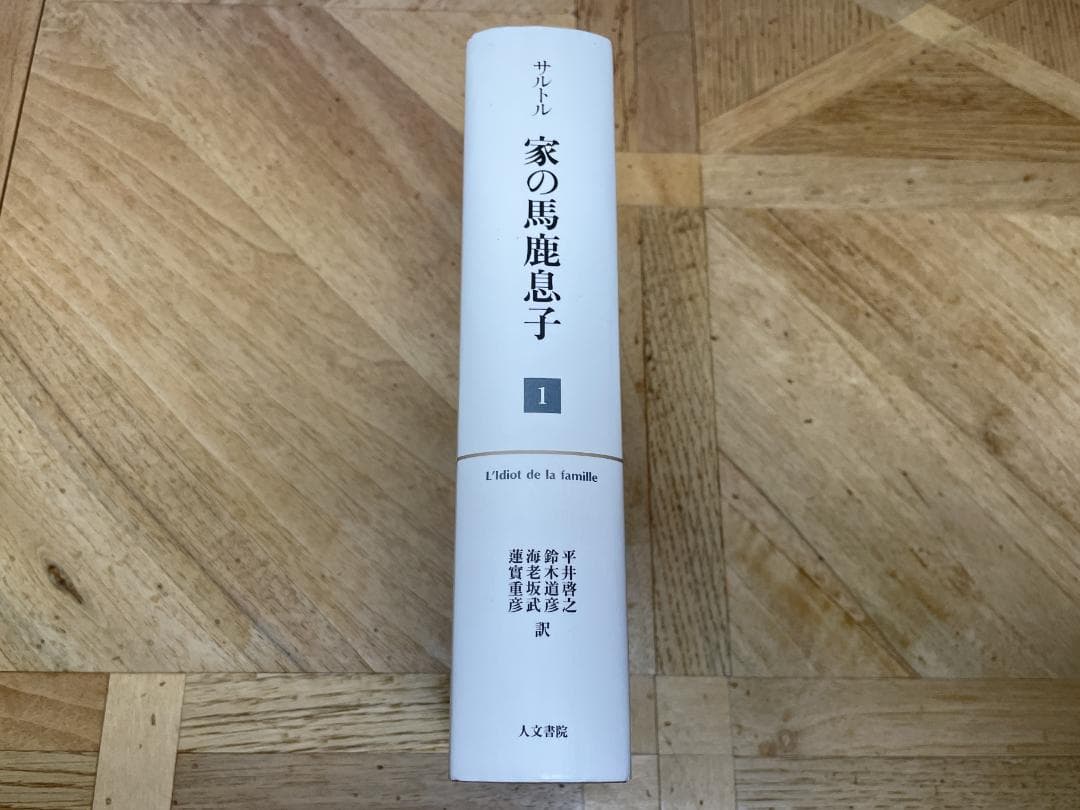 サルトル
家の馬鹿息子
1
L'Idiot de la famille
平井啓之
鈴木道彦
海老坂武
蓮實重彦
訳
人文書院